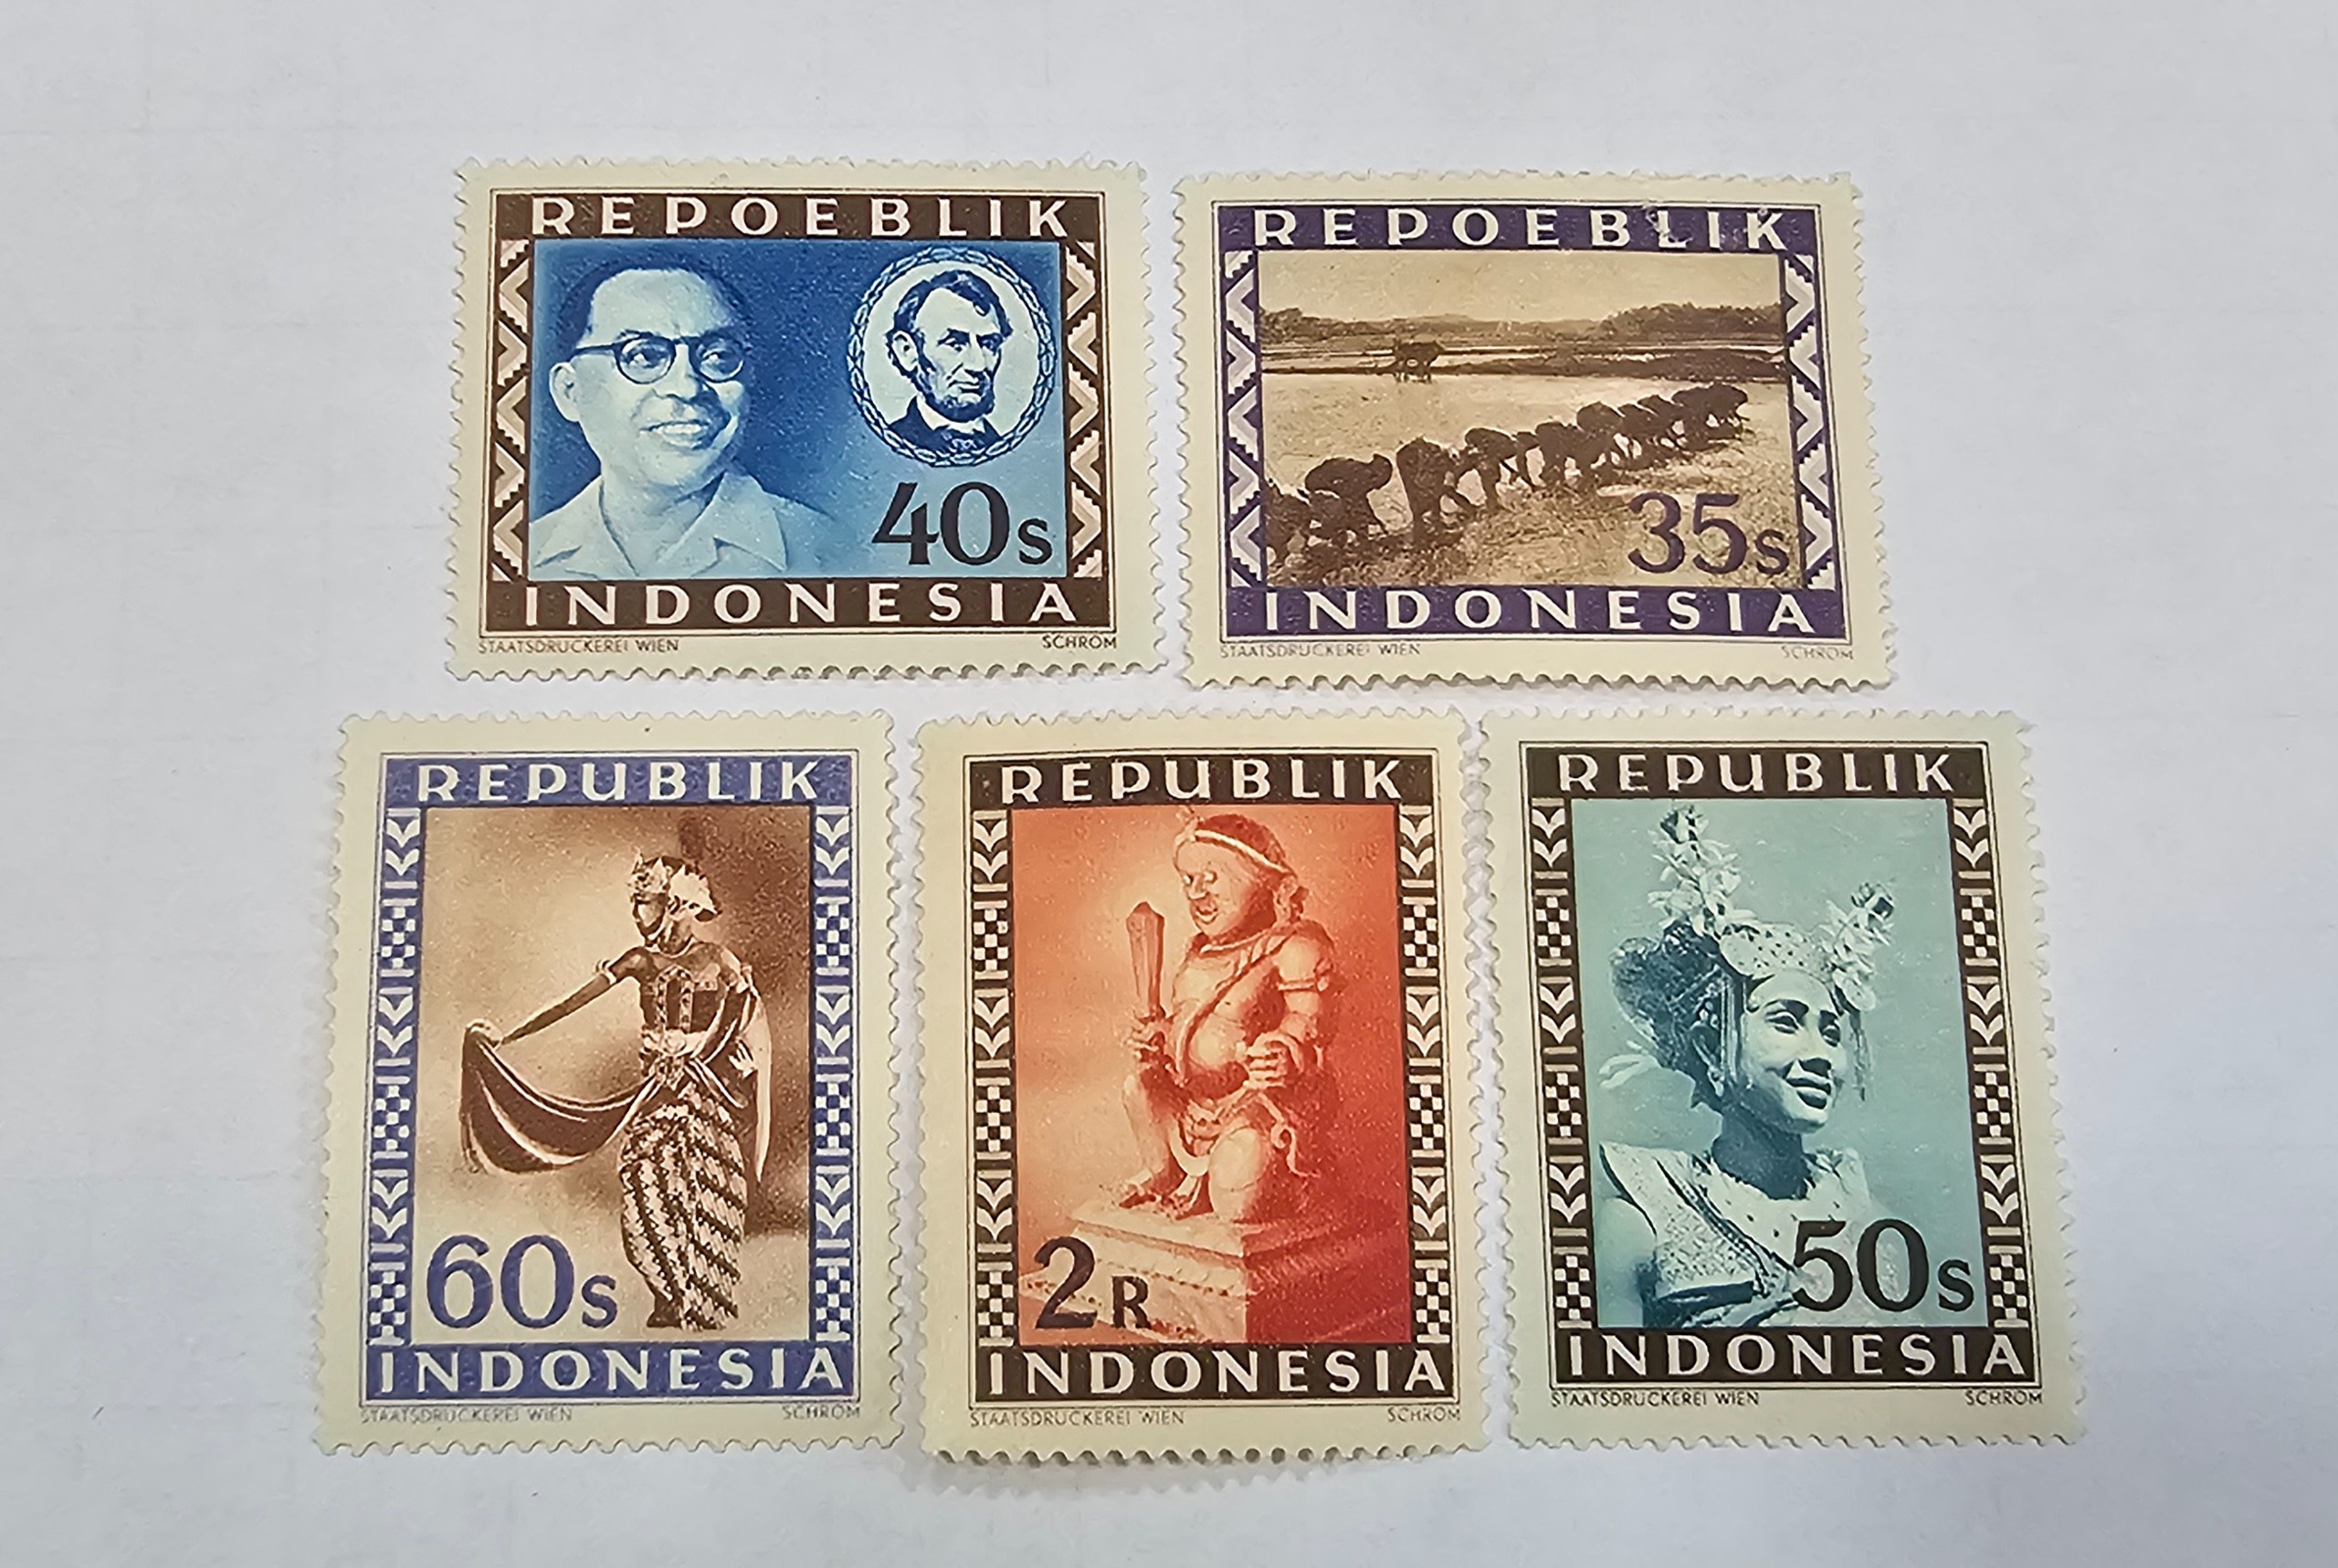 REPOEBLIK
40s
INDONESIA
STAATSDRUCKEREI WIEN SCHROM
REPOEBLIK
35s
INDONESIA
STAATSDRUCKEREI WIEN SCHROM
REPUBLIK
60s
INDONESIA
STAATSDRUCKEREI WIEN SCHROM
REPUBLIK
2R
INDONESIA
STAATSDRUCKEREI WIEN SCHROM
REPUBLIK
50s
INDONESIA
STAATSDRUCKEREI WIEN SCHROM